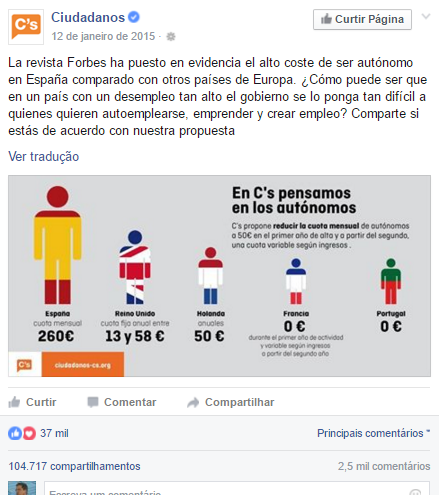 Ciudadanos
12 de janeiro de 2015 ·
Curtir Página
La revista Forbes ha puesto en evidencia el alto coste de ser autónomo
en España comparado con otros países de Europa. ¿Cómo puede ser que
en un país con un desempleo tan alto el gobierno se lo ponga tan difícil a
quienes quieren autoemplearse, emprender y crear empleo? Comparte si
estás de acuerdo con nuestra propuesta
Ver tradução
En C's pensamos
en los autónomos
C's propone reducir la cuota mensual de autónomos
a 50€ en el primer año de alta y a partir del segundo,
una cuota variable según ingresos.
España
cuota mensual
260€
Reino Unido
cuota fija anual entre
13 y 58 €
Holanda
anuales
50 €
Francia
0 €
durante el primer año de actividad
y variable según ingresos
a partir del segundo año
Portugal
0 €
C's
ciudadanos-cs.org
Curtir
Comentar
Compartilhar
37 mil
Principais comentários
104.717 compartilhamentos
2,5 mil comentários
Escreva um comentário